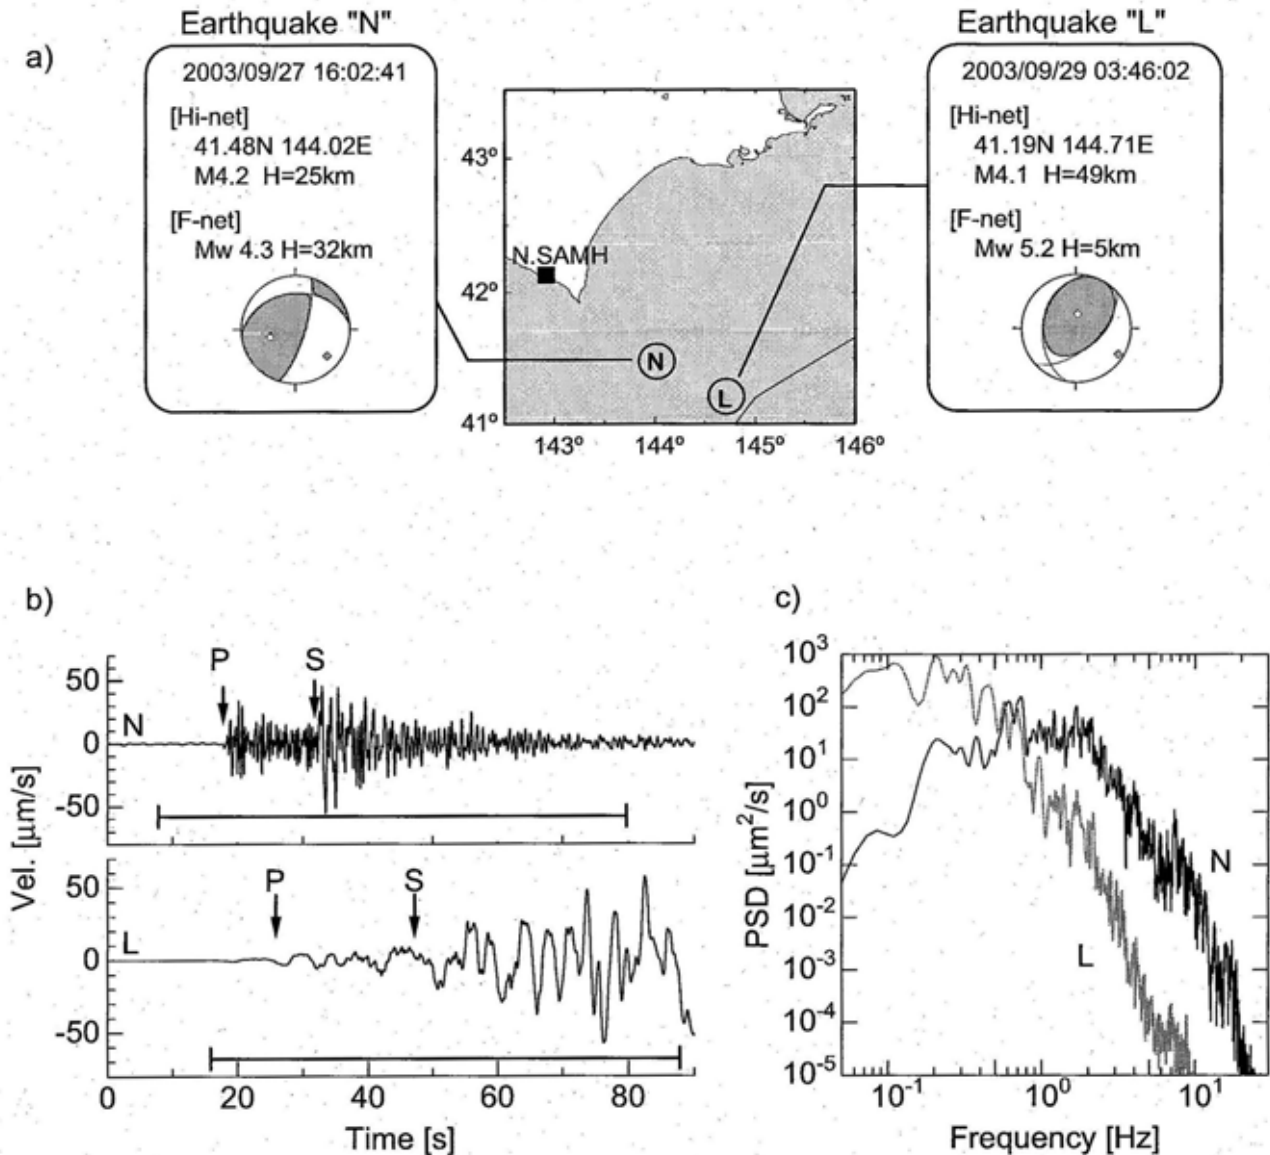 Earthquake "N"
Earthquake "L"
a)
2003/09/27 16:02:41
[Hi-net]
41.48N 144.02E
M4.2 H=25km
[F-net]
Mw 4.3 H=32km
2003/09/29 03:46:02
[Hi-net]
41.19N 144.71E
M4.1 H=49km
[F-net]
Mw 5.2 H=5km
43°
42°
41°
N.SAMH
N
L
143° 144° 145° 146°
b)
P
S
50
0
-50
N
P
S
50
0
-50
L
Vel. [μm/s]
0 20 40 60 80
Time [s]
c)
10³
10²
10¹
10⁰
10⁻¹
10⁻²
10⁻³
10⁻⁴
10⁻⁵
PSD [μm²/s]
N
L
10⁻¹ 10⁰ 10¹
Frequency [Hz]